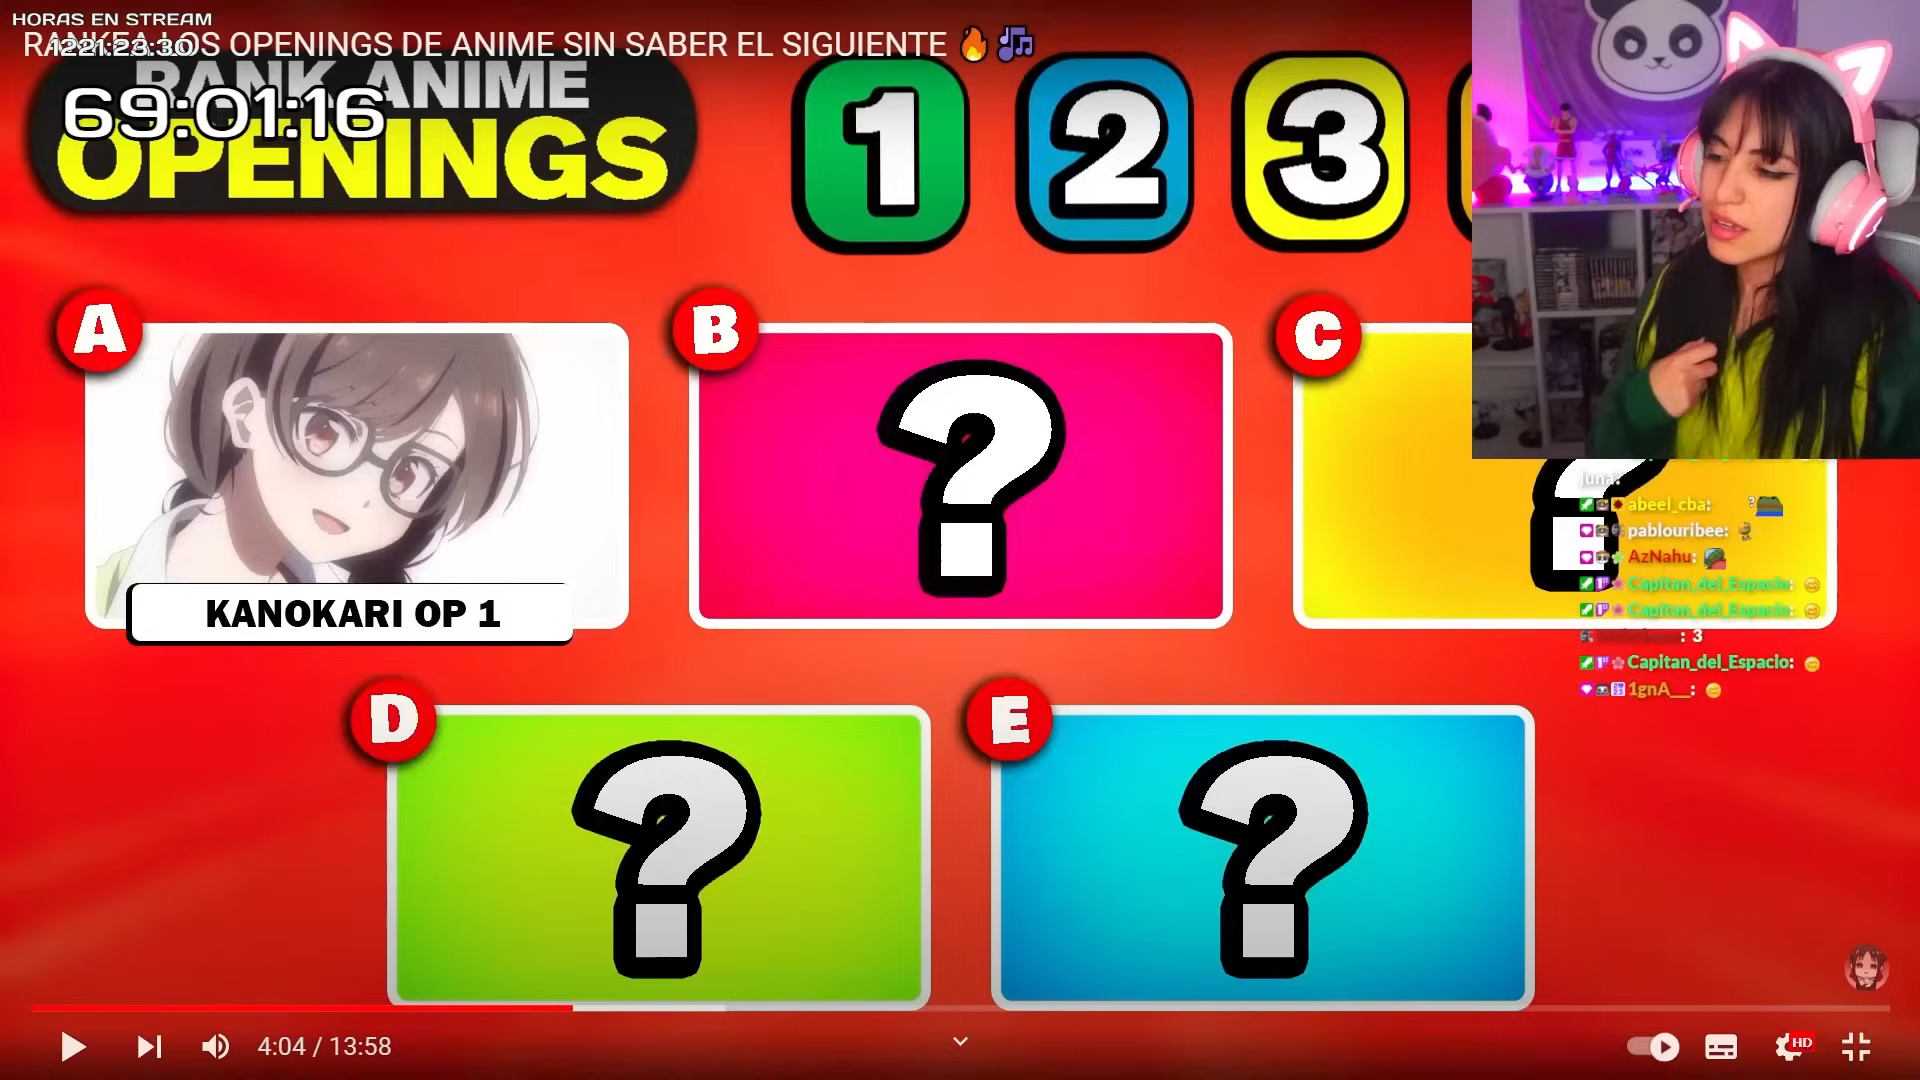 HORAS EN STREAM
RANKEA LOS OPENINGS DE ANIME SIN SABER EL SIGUIENTE
1221:23:30
RANK ANIME
69:01:16
OPENINGS
1 2 3
A
B
C
KANOKARI OP 1
juna:
abeel_cba:
pablouribee:
AzNahu:
Capitan_del_Espacio:
Capitan_del_Espacio:
: 3
Capitan_del_Espacio:
1gnA__:
D
E
4:04 / 13:58
HD